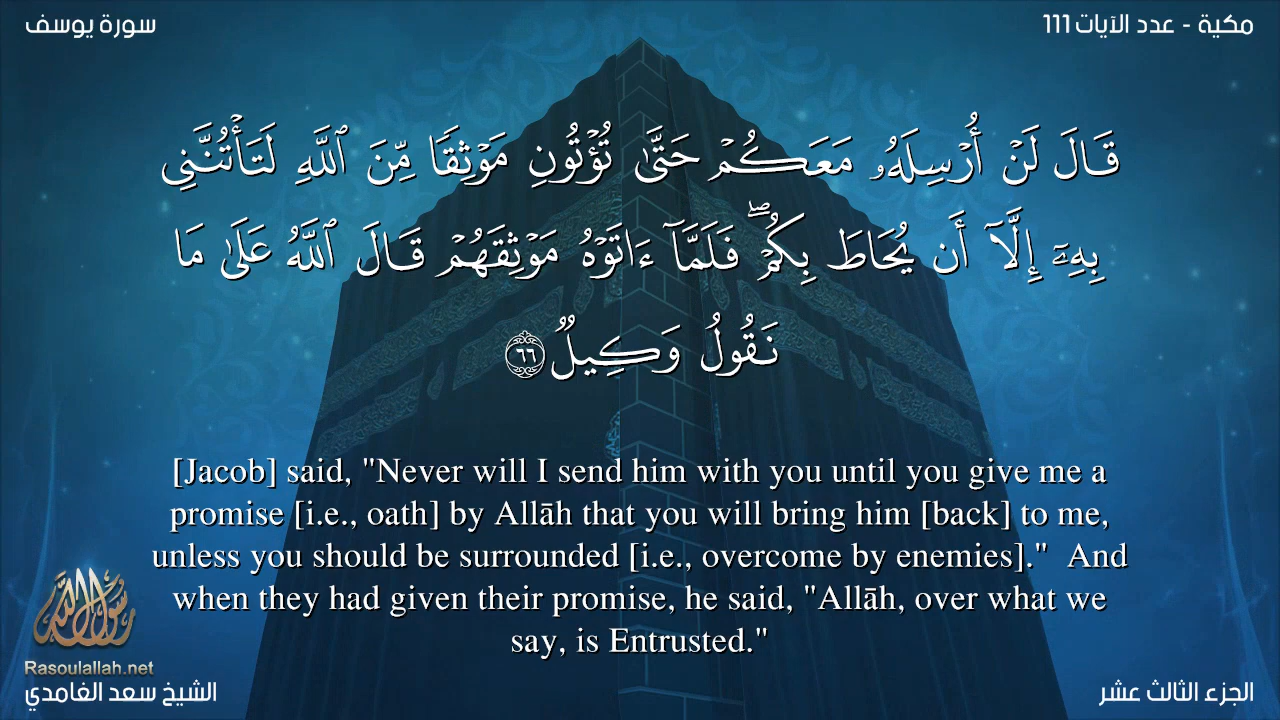 سورة يوسف
مكية - عدد الآيات 111
قَالَ لَنْ أُرْسِلَهُۥ مَعَكُمْ حَتَّىٰ تُؤْتُونِ مَوْثِقًا مِّنَ ٱللَّهِ لَتَأْتُنَّنِى
بِهِۦٓ إِلَّآ أَن يُحَاطَ بِكُمْ ۖ فَلَمَّآ ءَاتَوْهُ مَوْثِقَهُمْ قَالَ ٱللَّهُ عَلَىٰ مَا
نَقُولُ وَكِيلٌ ٦٦
[Jacob] said, "Never will I send him with you until you give me a
promise [i.e., oath] by Allāh that you will bring him [back] to me,
unless you should be surrounded [i.e., overcome by enemies]."  And
when they had given their promise, he said, "Allāh, over what we
say, is Entrusted."
رسول الله
Rasoulallah.net
الشيخ سعد الغامدي
الجزء الثالث عشر